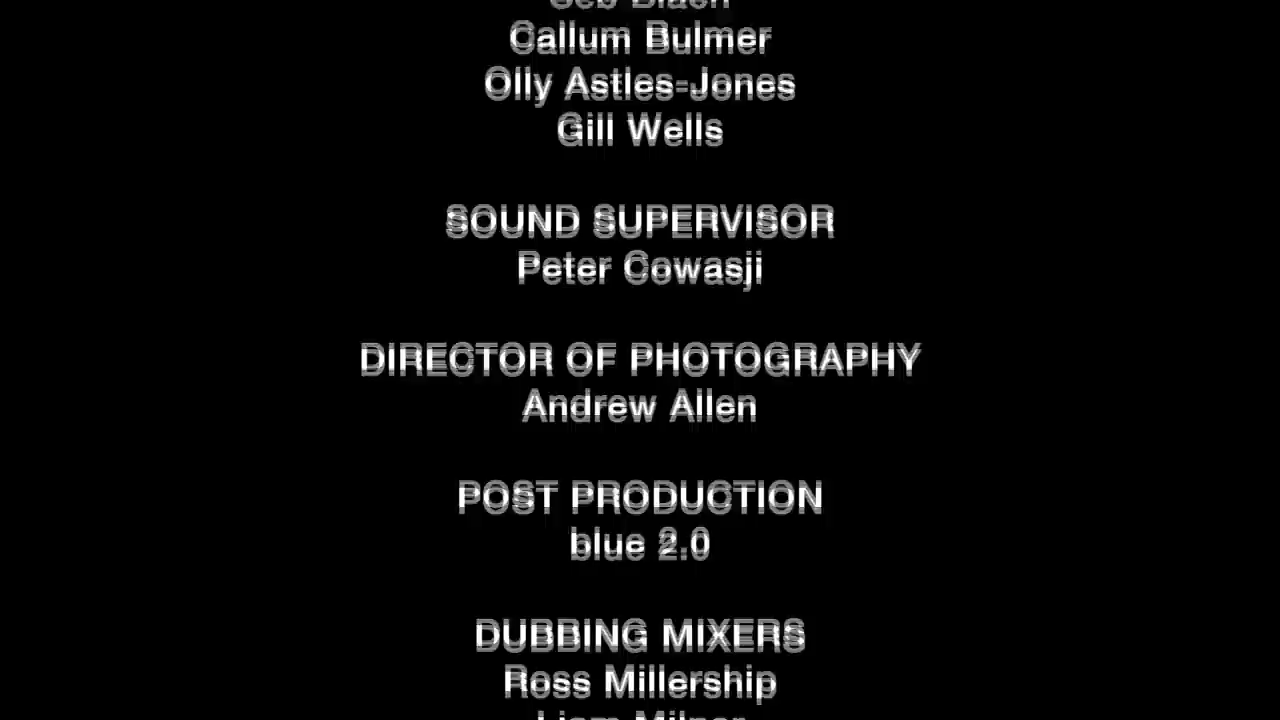 Callum Bulmer
Olly Astles-Jones
Gill Wells
SOUND SUPERVISOR
Peter Cowasji
DIRECTOR OF PHOTOGRAPHY
Andrew Allen
POST PRODUCTION
blue 2.0
DUBBING MIXERS
Ross Millership